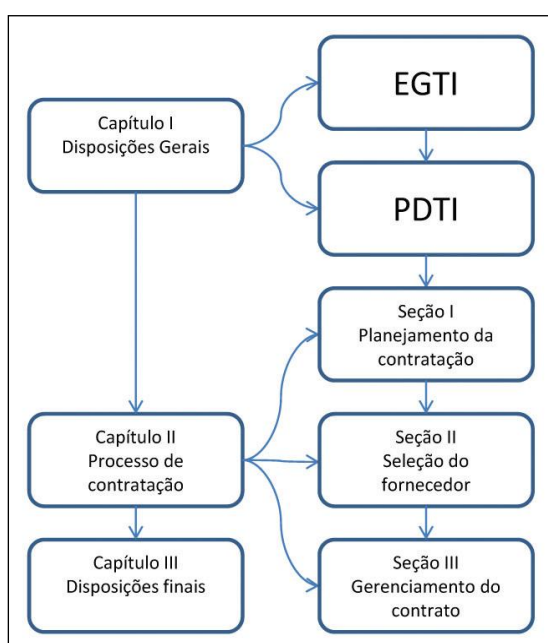 EGTI
Capítulo I
Disposições Gerais
PDTI
Seção I
Planejamento da
contratação
Capítulo II
Processo de
contratação
Seção II
Seleção do
fornecedor
Capítulo III
Disposições finais
Seção III
Gerenciamento do
contrato